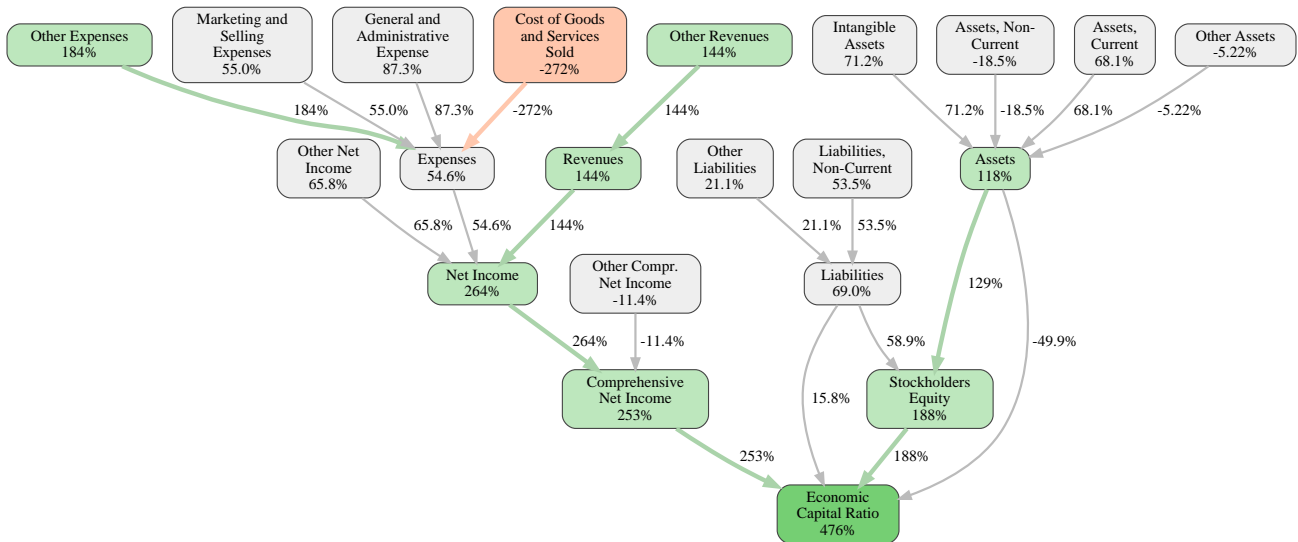 Other Expenses
184%
Marketing and
Selling
Expenses
55.0%
General and
Administrative
Expense
87.3%
Cost of Goods
and Services
Sold
-272%
Other Revenues
144%
Intangible
Assets
71.2%
Assets, Non-
Current
-18.5%
Assets,
Current
68.1%
Other Assets
-5.22%
184%
55.0%
87.3%
-272%
144%
71.2%
-18.5%
68.1%
-5.22%
Other Net
Income
65.8%
Expenses
54.6%
Revenues
144%
Other
Liabilities
21.1%
Liabilities,
Non-Current
53.5%
Assets
118%
65.8%
54.6%
144%
21.1%
53.5%
Net Income
264%
Other Compr.
Net Income
-11.4%
Liabilities
69.0%
129%
264%
-11.4%
58.9%
-49.9%
Comprehensive
Net Income
253%
15.8%
Stockholders
Equity
188%
253%
188%
Economic
Capital Ratio
476%